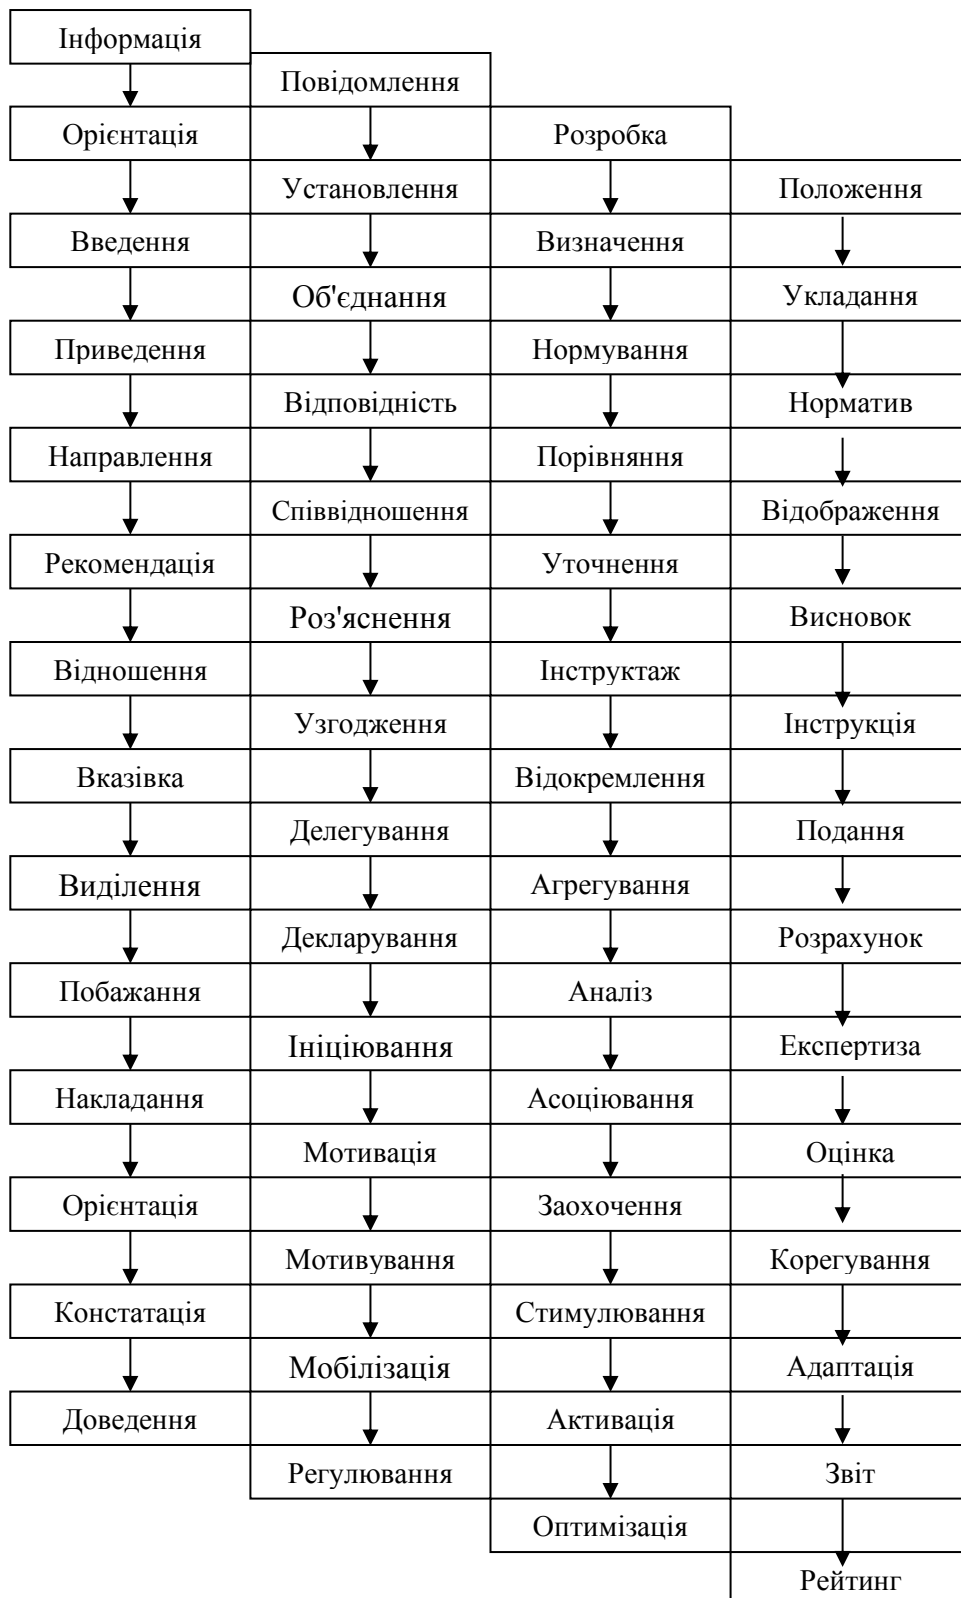 Інформація
Повідомлення
Орієнтація
Розробка
Установлення
Положення
Введення
Визначення
Об'єднання
Укладання
Приведення
Нормування
Відповідність
Норматив
Направлення
Порівняння
Співвідношення
Відображення
Рекомендація
Уточнення
Роз'яснення
Висновок
Відношення
Інструктаж
Узгодження
Інструкція
Вказівка
Відокремлення
Делегування
Подання
Виділення
Агрегування
Декларування
Розрахунок
Побажання
Аналіз
Ініціювання
Експертиза
Накладання
Асоціювання
Мотивація
Оцінка
Орієнтація
Заохочення
Мотивування
Корегування
Констатація
Стимулювання
Мобілізація
Адаптація
Доведення
Активація
Регулювання
Звіт
Оптимізація
Рейтинг